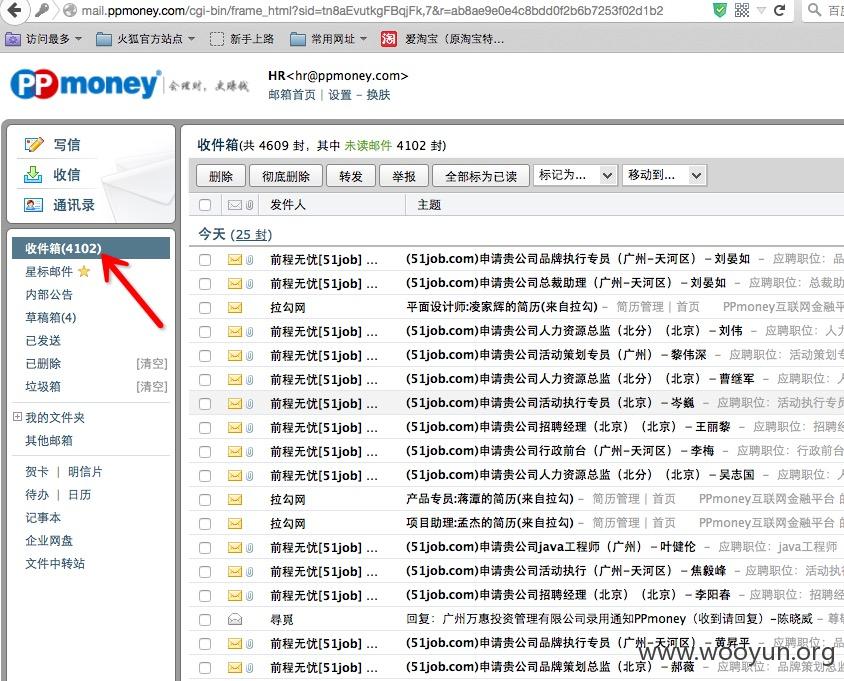 mail.ppmoney.com/cgi-bin/frame_html?sid=tn8aEvutkgFBqjFk,7&r=ab8ae9e0e4c8bdd0f2b6b7253f02d1b2
访问最多 火狐官方站点 新手上路 常用网址 淘 爱淘宝（原淘宝特...
PPmoney 会理财，更赚钱
HR<hr@ppmoney.com>
邮箱首页 | 设置 - 换肤
写信
收信
通讯录
收件箱(4102)
星标邮件
内部公告
草稿箱(4)
已发送
已删除 [清空]
垃圾箱 [清空]
我的文件夹
其他邮箱
贺卡 | 明信片
待办 | 日历
记事本
企业网盘
文件中转站
收件箱(共 4609 封，其中 未读邮件 4102 封)
删除 彻底删除 转发 举报 全部标为已读 标记为... 移动到...
发件人 主题
今天 (25 封)
前程无忧[51job] ... (51job.com)申请贵公司品牌执行专员（广州-天河区）－刘晏如 - 应聘职位：品
前程无忧[51job] ... (51job.com)申请贵公司总裁助理（广州-天河区）－刘晏如 - 应聘职位：总裁助
拉勾网 平面设计师:凌家辉的简历(来自拉勾) - 简历管理 | 首页 PPmoney互联网金融平
前程无忧[51job] ... (51job.com)申请贵公司人力资源总监（北分）（北京）－刘伟 - 应聘职位：人力
前程无忧[51job] ... (51job.com)申请贵公司活动策划专员（广州）－黎伟深 - 应聘职位：活动策划专
前程无忧[51job] ... (51job.com)申请贵公司人力资源总监（北分）（北京）－曹继军 - 应聘职位：人
前程无忧[51job] ... (51job.com)申请贵公司活动执行专员（北京）－岑巍 - 应聘职位：活动执行专员
前程无忧[51job] ... (51job.com)申请贵公司招聘经理（北京）（北京）－王丽黎 - 应聘职位：招聘经
前程无忧[51job] ... (51job.com)申请贵公司行政前台（广州-天河区）－李梅 - 应聘职位：行政前台
前程无忧[51job] ... (51job.com)申请贵公司人力资源总监（北分）（北京）－吴志国 - 应聘职位：人
拉勾网 产品专员:蒋潭的简历(来自拉勾) - 简历管理 | 首页 PPmoney互联网金融平台 的
拉勾网 项目助理:孟杰的简历(来自拉勾) - 简历管理 | 首页 PPmoney互联网金融平台 的
前程无忧[51job] ... (51job.com)申请贵公司java工程师（广州）－叶健伦 - 应聘职位：java工程师
前程无忧[51job] ... (51job.com)申请贵公司活动执行（广州-天河区）－焦毅峰 - 应聘职位：活动执
前程无忧[51job] ... (51job.com)申请贵公司招聘经理（北京）（北京）－李阳春 - 应聘职位：招聘经
寻觅 回复：广州万惠投资管理有限公司录用通知PPmoney（收到请回复）-陈晓威 - 尊敬
前程无忧[51job] ... (51job.com)申请贵公司品牌执行专员（广州-天河区）－黄昇平 - 应聘职位：品
前程无忧[51job] ... (51job.com)申请贵公司品牌策划总监（北京）－郝薇 - 应聘职位：品牌策划总监
www.wooyun.org